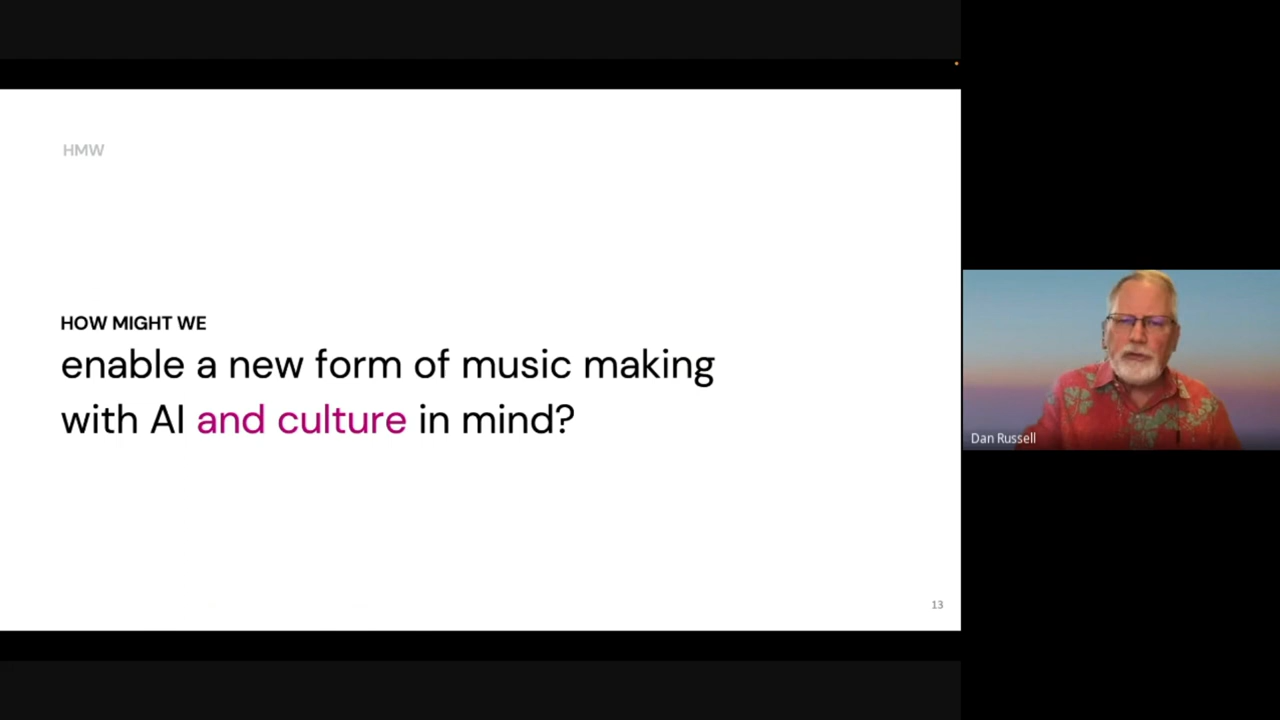 HMW
HOW MIGHT WE
enable a new form of music making
with AI and culture in mind?
13
Dan Russell